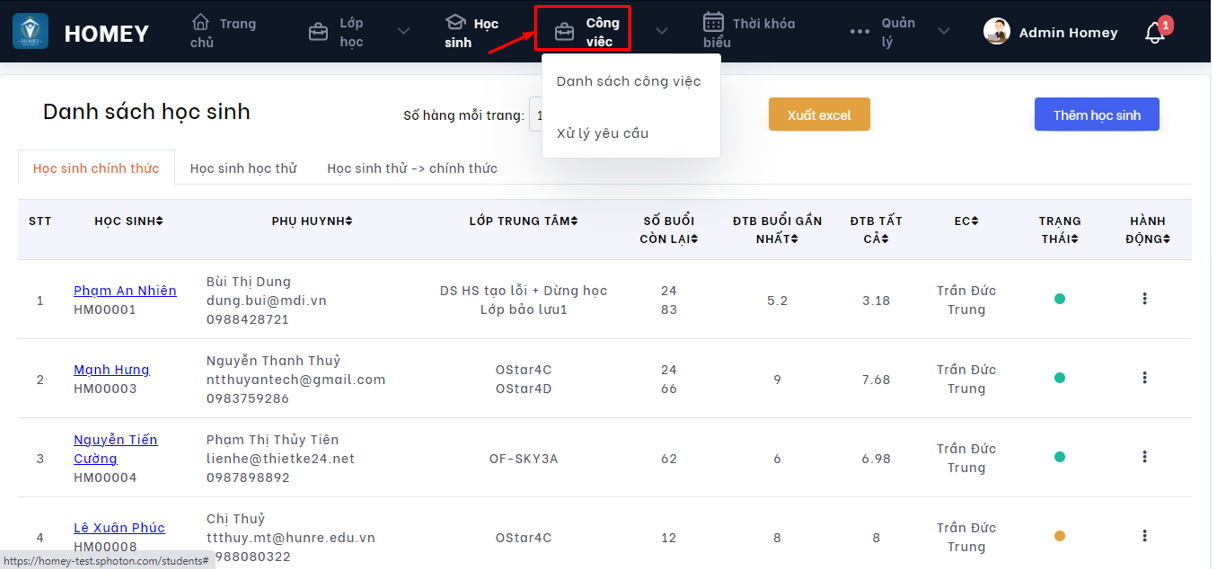 HOMEY
Trang
chủ
Lớp
học
Học
sinh
Công
việc
Thời khóa
biểu
Quản
lý
Admin Homey
1
Danh sách công việc
Xử lý yêu cầu
Danh sách học sinh
Số hàng mỗi trang:
Xuất excel
Thêm học sinh
Học sinh chính thức
Học sinh học thử
Học sinh thử -> chính thức
STT
HỌC SINH
PHỤ HUYNH
LỚP TRUNG TÂM
SỐ BUỔI
CÒN LẠI
ĐTB BUỔI GẦN
NHẤT
ĐTB TẤT
CẢ
EC
TRẠNG
THÁI
HÀNH
ĐỘNG
1
Phạm An Nhiên
HM00001
Bùi Thị Dung
dung.bui@mdi.vn
0988428721
DS HS tạo lỗi + Dừng học
Lớp bảo lưu1
24
83
5.2
3.18
Trần Đức
Trung
2
Mạnh Hưng
HM00003
Nguyễn Thanh Thuỷ
ntthuyantech@gmail.com
0983759286
OStar4C
OStar4D
24
66
9
7.68
Trần Đức
Trung
3
Nguyễn Tiến
Cường
HM00004
Phạm Thị Thủy Tiên
lienhe@thietke24.net
0987898892
OF-SKY3A
62
6
6.98
Trần Đức
Trung
4
Lê Xuân Phúc
HM00008
Chị Thuỷ
ttthuy.mt@hunre.edu.vn
988080322
OStar4C
12
8
8
Trần Đức
Trung
https://homey-test.sphoton.com/students#